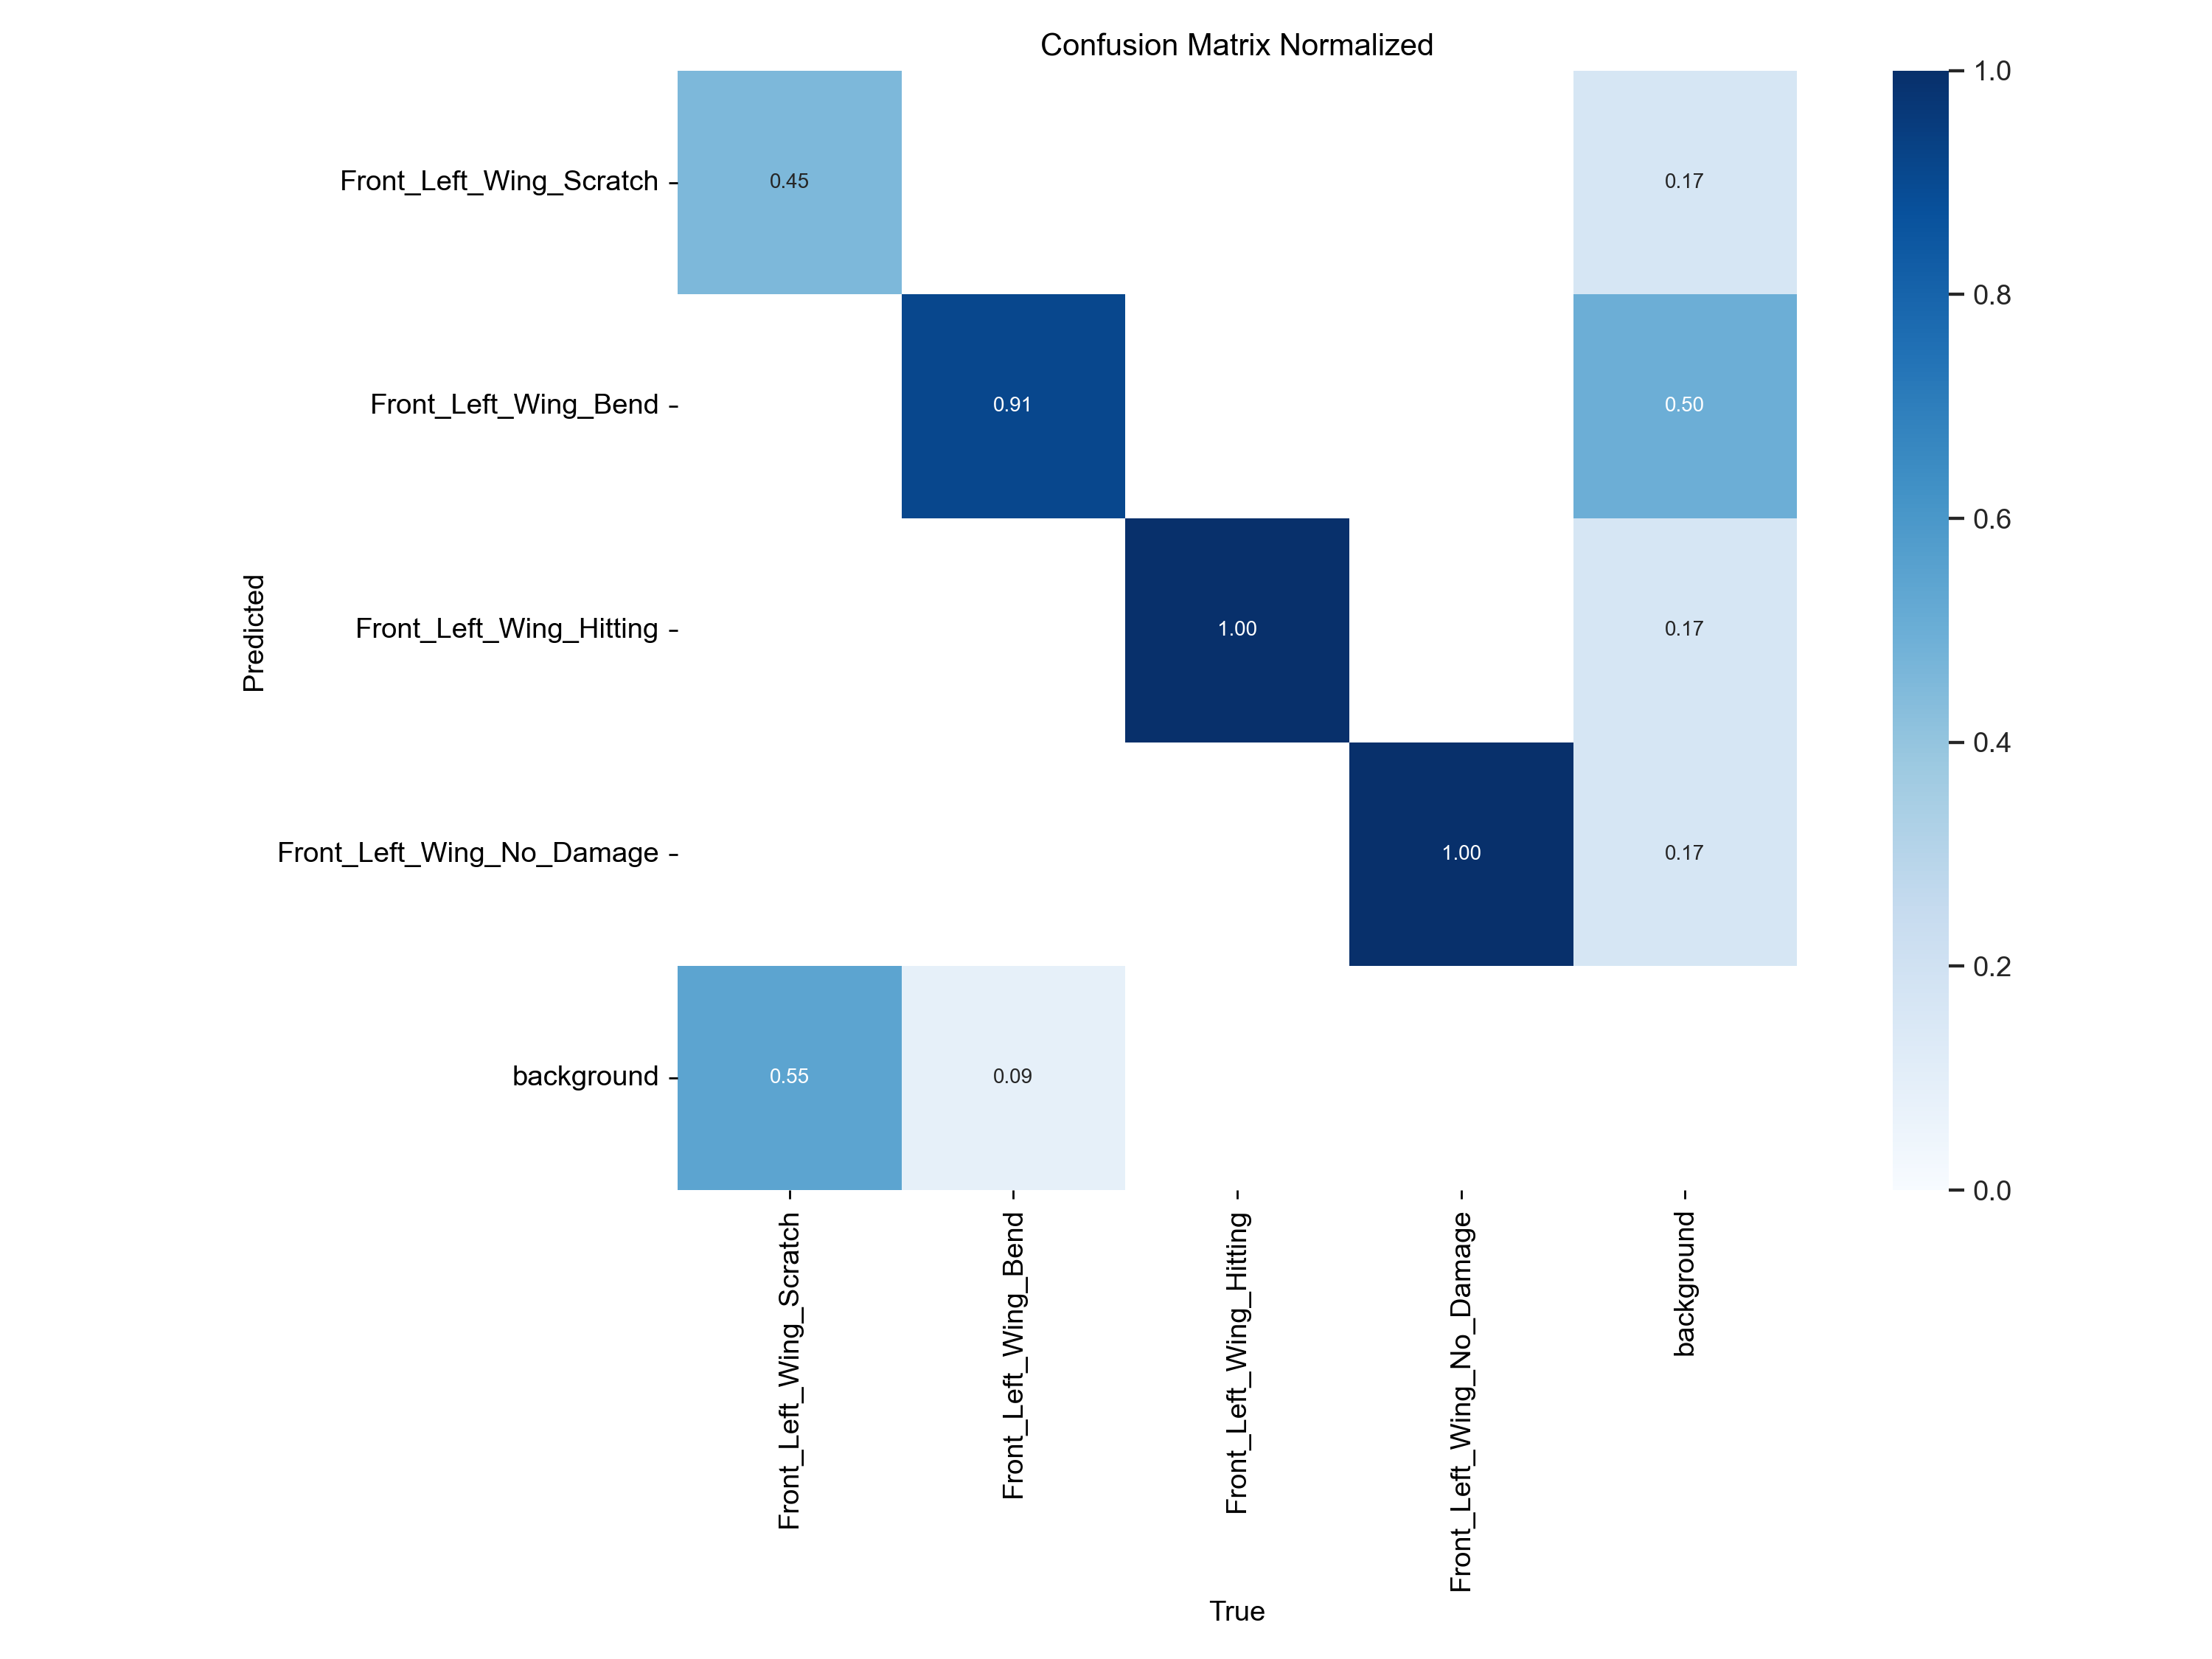 Confusion Matrix Normalized
Predicted
Front_Left_Wing_Scratch
0.45
0.17
Front_Left_Wing_Bend
0.91
0.50
Front_Left_Wing_Hitting
1.00
0.17
Front_Left_Wing_No_Damage
1.00
0.17
background
0.55
0.09
Front_Left_Wing_Scratch
Front_Left_Wing_Bend
Front_Left_Wing_Hitting
Front_Left_Wing_No_Damage
background
True
1.0
0.8
0.6
0.4
0.2
0.0